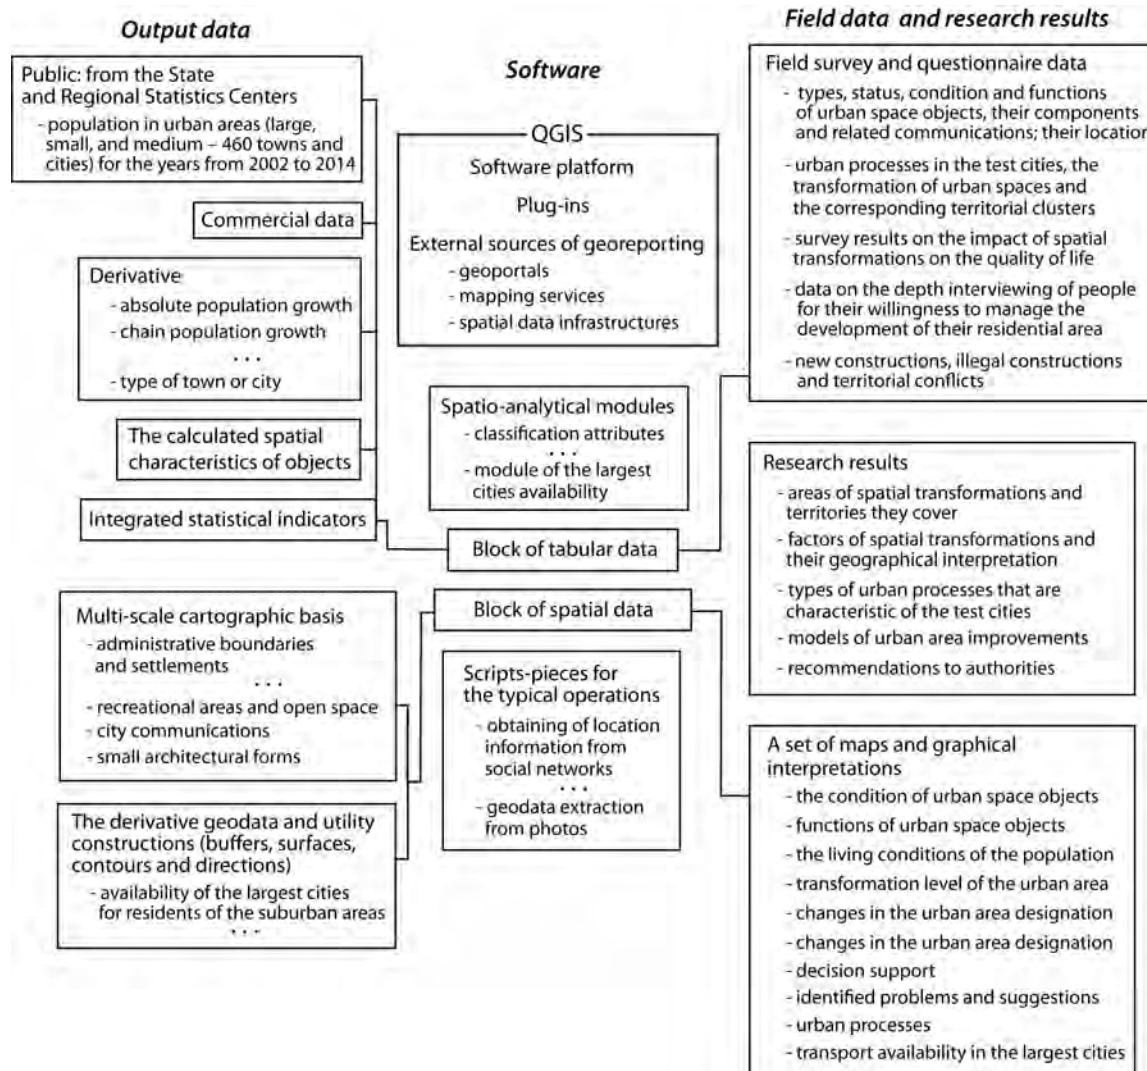 Output data
Public: from the State
and Regional Statistics Centers
- population in urban areas (large,
small, and medium – 460 towns and
cities) for the years from 2002 to 2014
Commercial data
Derivative
- absolute population growth
- chain population growth
. . .
- type of town or city
The calculated spatial
characteristics of objects
Integrated statistical indicators
Multi-scale cartographic basis
- administrative boundaries
and settlements
. . .
- recreational areas and open space
- city communications
- small architectural forms
The derivative geodata and utility
constructions (buffers, surfaces,
contours and directions)
- availability of the largest cities
for residents of the suburban areas
. . .
Software
QGIS
Software platform
Plug-ins
External sources of georeporting
- geoportals
- mapping services
- spatial data infrastructures
Spatio-analytical modules
- classification attributes
. . .
- module of the largest
cities availability
Block of tabular data
Block of spatial data
Scripts-pieces for
the typical operations
- obtaining of location
information from
social networks
. . .
- geodata extraction
from photos
Field data and research results
Field survey and questionnaire data
- types, status, condition and functions
of urban space objects, their components
and related communications; their location
- urban processes in the test cities, the
transformation of urban spaces and
the corresponding territorial clusters
- survey results on the impact of spatial
transformations on the quality of life
- data on the depth interviewing of people
for their willingness to manage the
development of their residential area
- new constructions, illegal constructions
and territorial conflicts
Research results
- areas of spatial transformations and
territories they cover
- factors of spatial transformations and
their geographical interpretation
- types of urban processes that are
characteristic of the test cities
- models of urban area improvements
- recommendations to authorities
A set of maps and graphical
interpretations
- the condition of urban space objects
- functions of urban space objects
- the living conditions of the population
- transformation level of the urban area
- changes in the urban area designation
- changes in the urban area designation
- decision support
- identified problems and suggestions
- urban processes
- transport availability in the largest cities